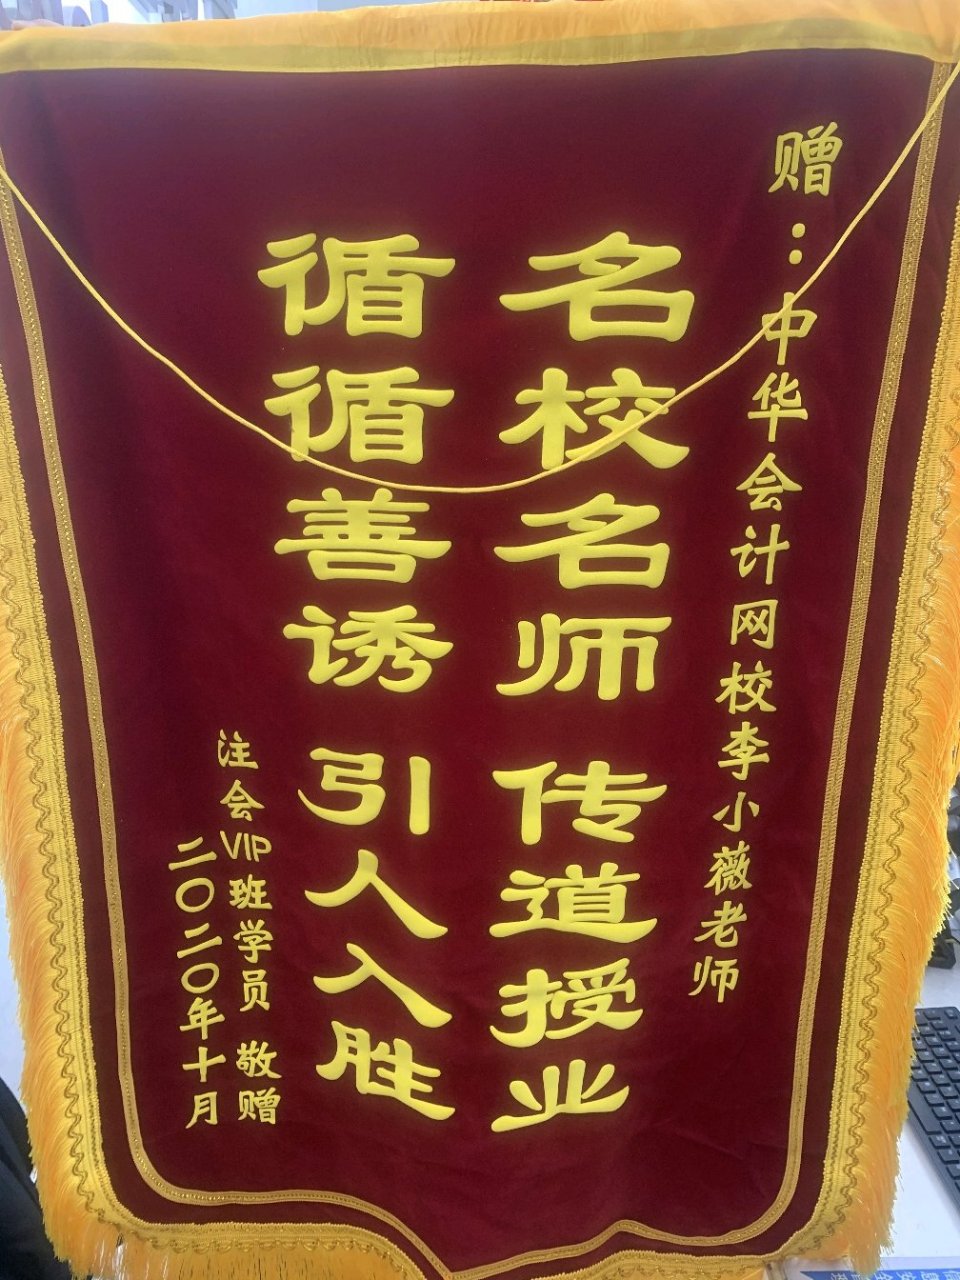 赠：中华会计网校李小薇老师
名校名师 传道授业
循循善诱 引人入胜
注会VIP班学员 敬赠
二〇二〇年十月